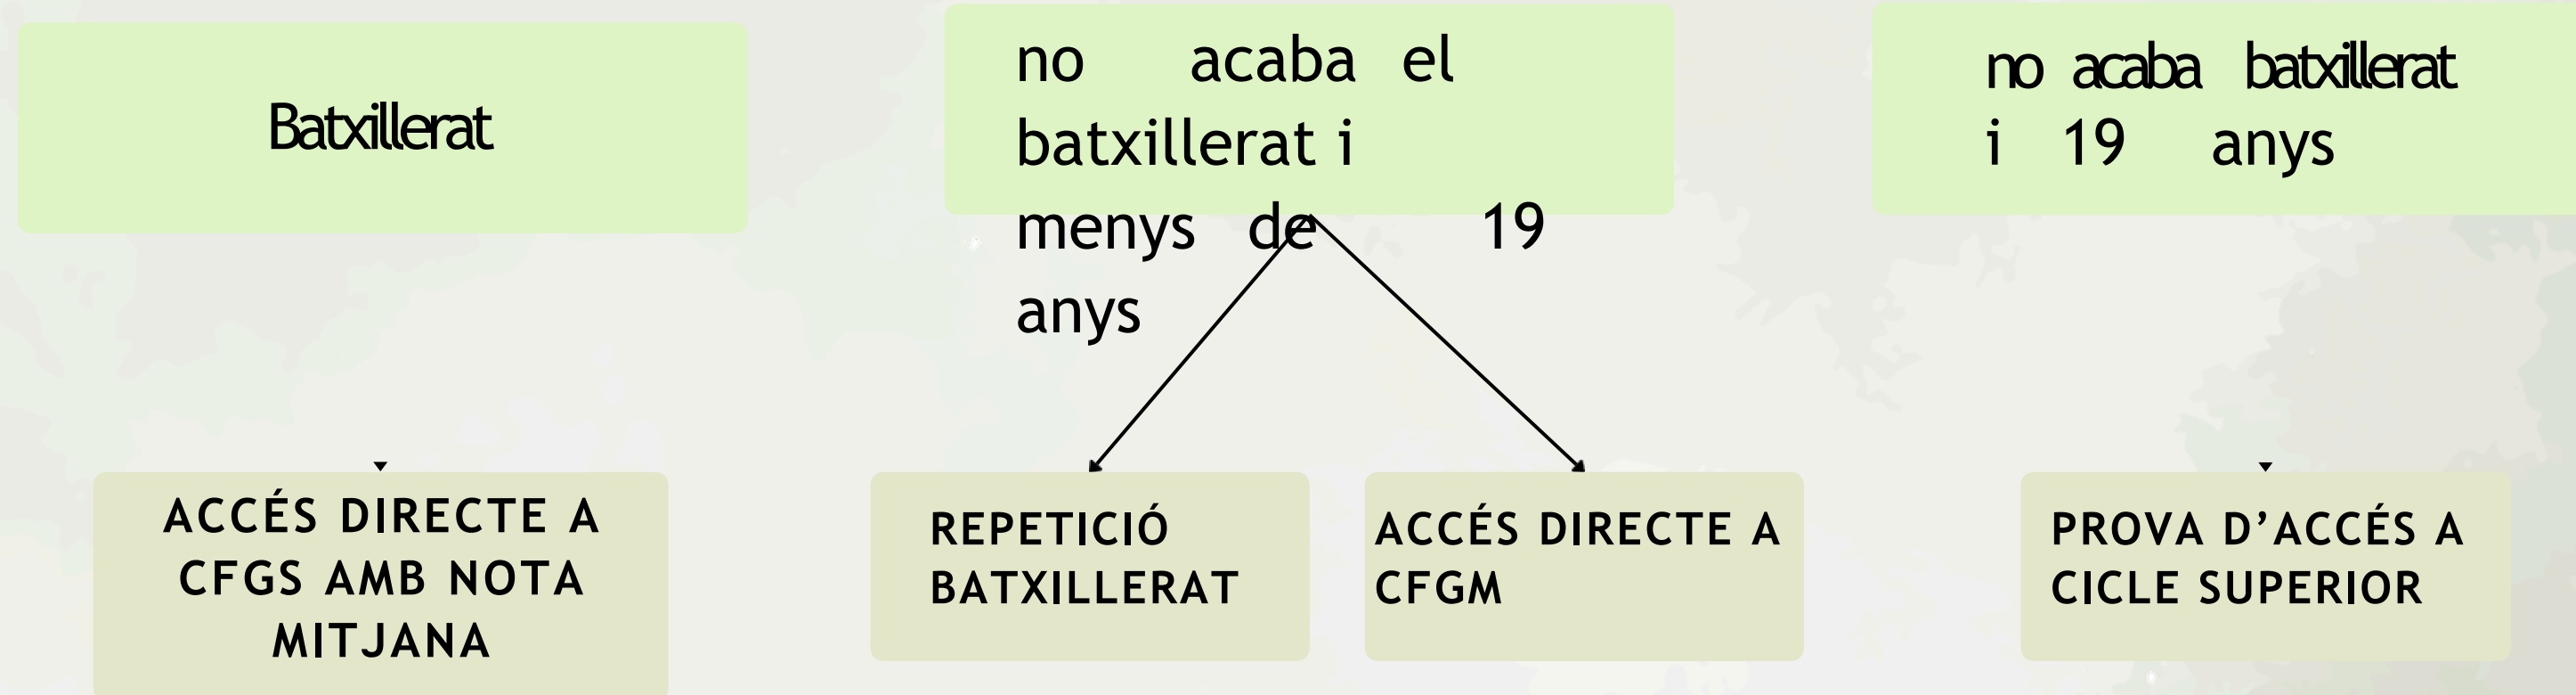 Batxillerat
no acaba el
batxillerat i
menys de 19
anys
no acaba batxillerat
i 19 anys
ACCÉS DIRECTE A
CFGS AMB NOTA
MITJANA
REPETICIÓ
BATXILLERAT
ACCÉS DIRECTE A
CFGM
PROVA D’ACCÉS A
CICLE SUPERIOR